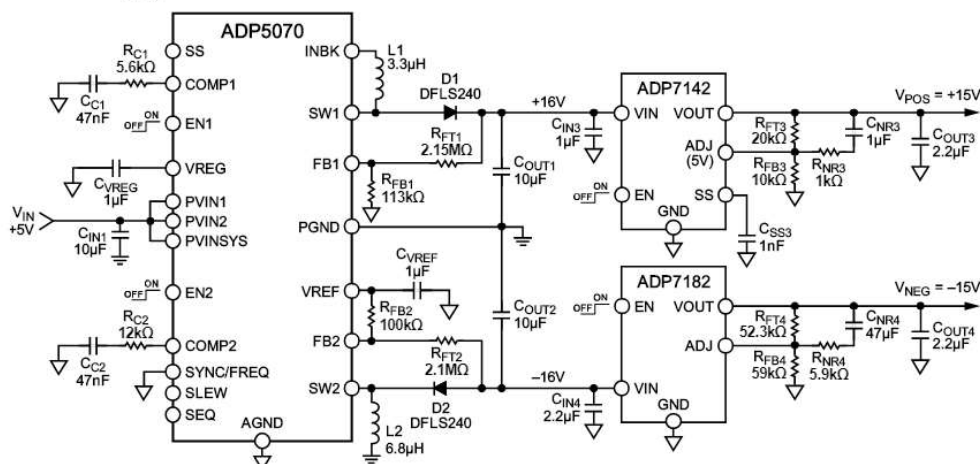 ADP5070
SS
RC1
5.6kΩ
COMP1
CC1
47nF
ON
OFF
EN1
VREG
CVREG
1µF
PVIN1
PVIN2
PVINSYS
VIN
+5V
CIN1
10µF
ON
OFF
EN2
RC2
12kΩ
COMP2
CC2
47nF
SYNC/FREQ
SLEW
SEQ
AGND
INBK
L1
3.3µH
SW1
D1
DFLS240
FB1
RFT1
2.15MΩ
RFB1
113kΩ
+16V
COUT1
10µF
PGND
VREF
CVREF
1µF
RFB2
100kΩ
FB2
RFT2
2.1MΩ
COUT2
10µF
SW2
D2
DFLS240
L2
6.8µH
–16V
CIN3
1µF
ADP7142
VIN
VOUT
ADJ
(5V)
ON
OFF
EN
SS
GND
CSS3
1nF
RFT3
20kΩ
RFB3
10kΩ
CNR3
1µF
RNR3
1kΩ
VPOS = +15V
COUT3
2.2µF
ADP7182
ON
OFF
EN
VOUT
ADJ
VIN
GND
CIN4
2.2µF
RFT4
52.3kΩ
RFB4
59kΩ
CNR4
47µF
RNR4
5.9kΩ
VNEG = –15V
COUT4
2.2µF